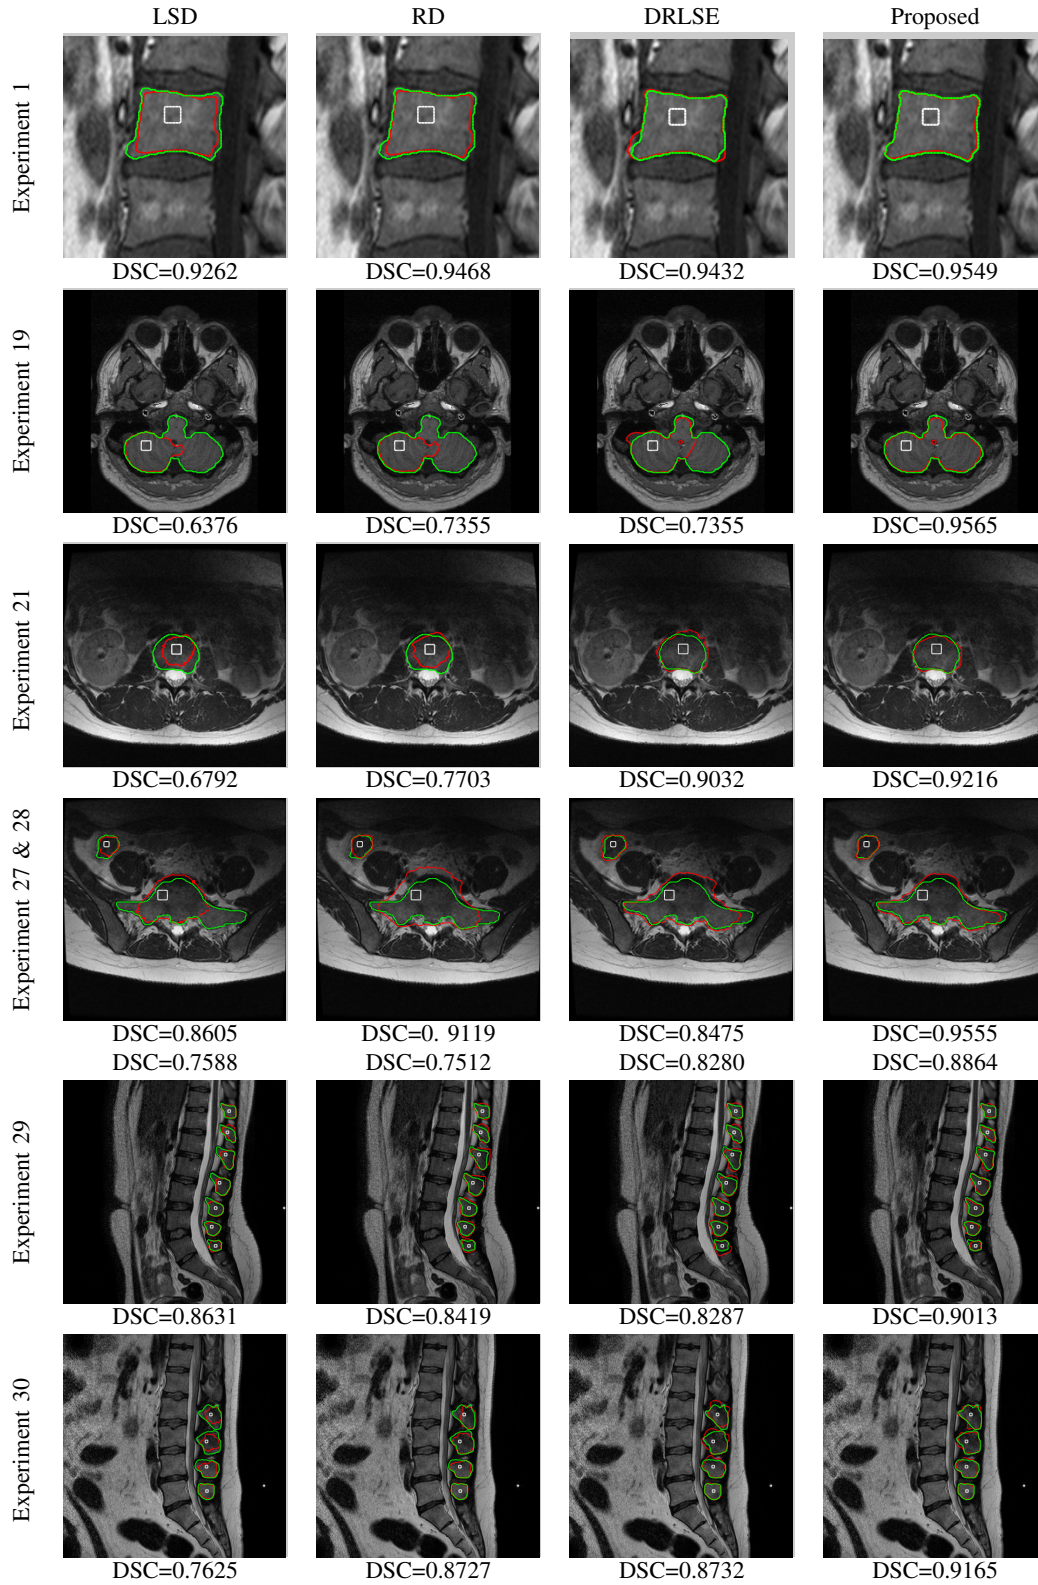 LSD RD DRLSE Proposed
Experiment 1
DSC=0.9262 DSC=0.9468 DSC=0.9432 DSC=0.9549
Experiment 19
DSC=0.6376 DSC=0.7355 DSC=0.7355 DSC=0.9565
Experiment 21
DSC=0.6792 DSC=0.7703 DSC=0.9032 DSC=0.9216
Experiment 27 & 28
DSC=0.8605 DSC=0. 9119 DSC=0.8475 DSC=0.9555
DSC=0.7588 DSC=0.7512 DSC=0.8280 DSC=0.8864
Experiment 29
DSC=0.8631 DSC=0.8419 DSC=0.8287 DSC=0.9013
Experiment 30
DSC=0.7625 DSC=0.8727 DSC=0.8732 DSC=0.9165